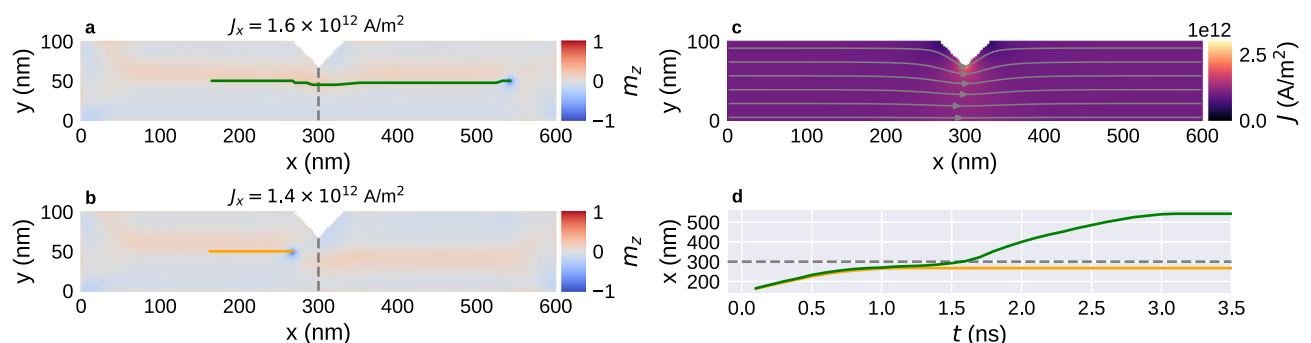 a
J_x = 1.6 × 10^12 A/m^2
100
50
0
y (nm)
0 100 200 300 400 500 600
x (nm)
1
0
−1
m_z
b
J_x = 1.4 × 10^12 A/m^2
100
50
0
y (nm)
0 100 200 300 400 500 600
x (nm)
1
0
−1
m_z
c
100
50
0
y (nm)
0 100 200 300 400 500 600
x (nm)
1e12
2.5
0.0
J (A/m^2)
d
500
400
300
200
x (nm)
0.0 0.5 1.0 1.5 2.0 2.5 3.0 3.5
t (ns)